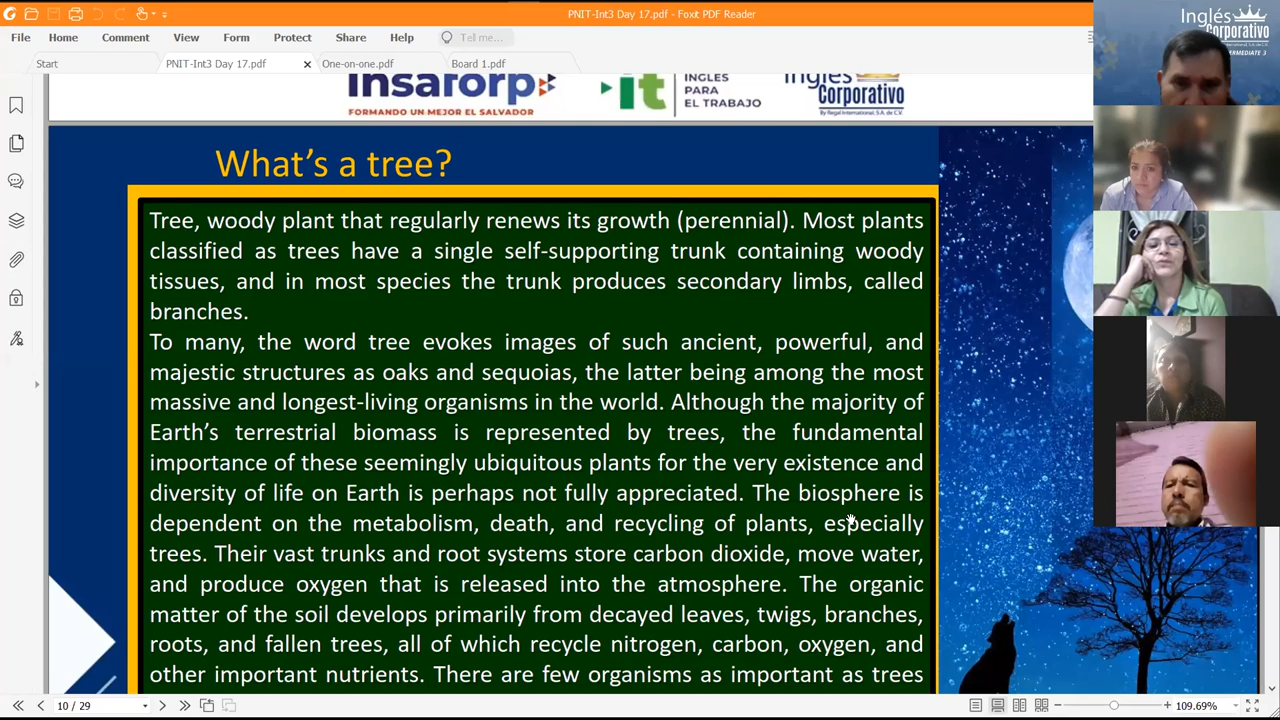 PNIT-Int3 Day 17.pdf - Foxit PDF Reader
File Home Comment View Form Protect Share Help Tell me...
Start PNIT-Int3 Day 17.pdf × One-on-one.pdf Board 1.pdf
Insaforp
FORMANDO UN MEJOR EL SALVADOR
it
INGLÉS
PARA
EL TRABAJO
Inglés
Corporativo
By Regal International, S.A. de C.V.
Inglés
Corporativo
INTERMEDIATE 3
What's a tree?
Tree, woody plant that regularly renews its growth (perennial). Most plants
classified as trees have a single self-supporting trunk containing woody
tissues, and in most species the trunk produces secondary limbs, called
branches.
To many, the word tree evokes images of such ancient, powerful, and
majestic structures as oaks and sequoias, the latter being among the most
massive and longest-living organisms in the world. Although the majority of
Earth's terrestrial biomass is represented by trees, the fundamental
importance of these seemingly ubiquitous plants for the very existence and
diversity of life on Earth is perhaps not fully appreciated. The biosphere is
dependent on the metabolism, death, and recycling of plants, especially
trees. Their vast trunks and root systems store carbon dioxide, move water,
and produce oxygen that is released into the atmosphere. The organic
matter of the soil develops primarily from decayed leaves, twigs, branches,
roots, and fallen trees, all of which recycle nitrogen, carbon, oxygen, and
other important nutrients. There are few organisms as important as trees
10 / 29
109.69%